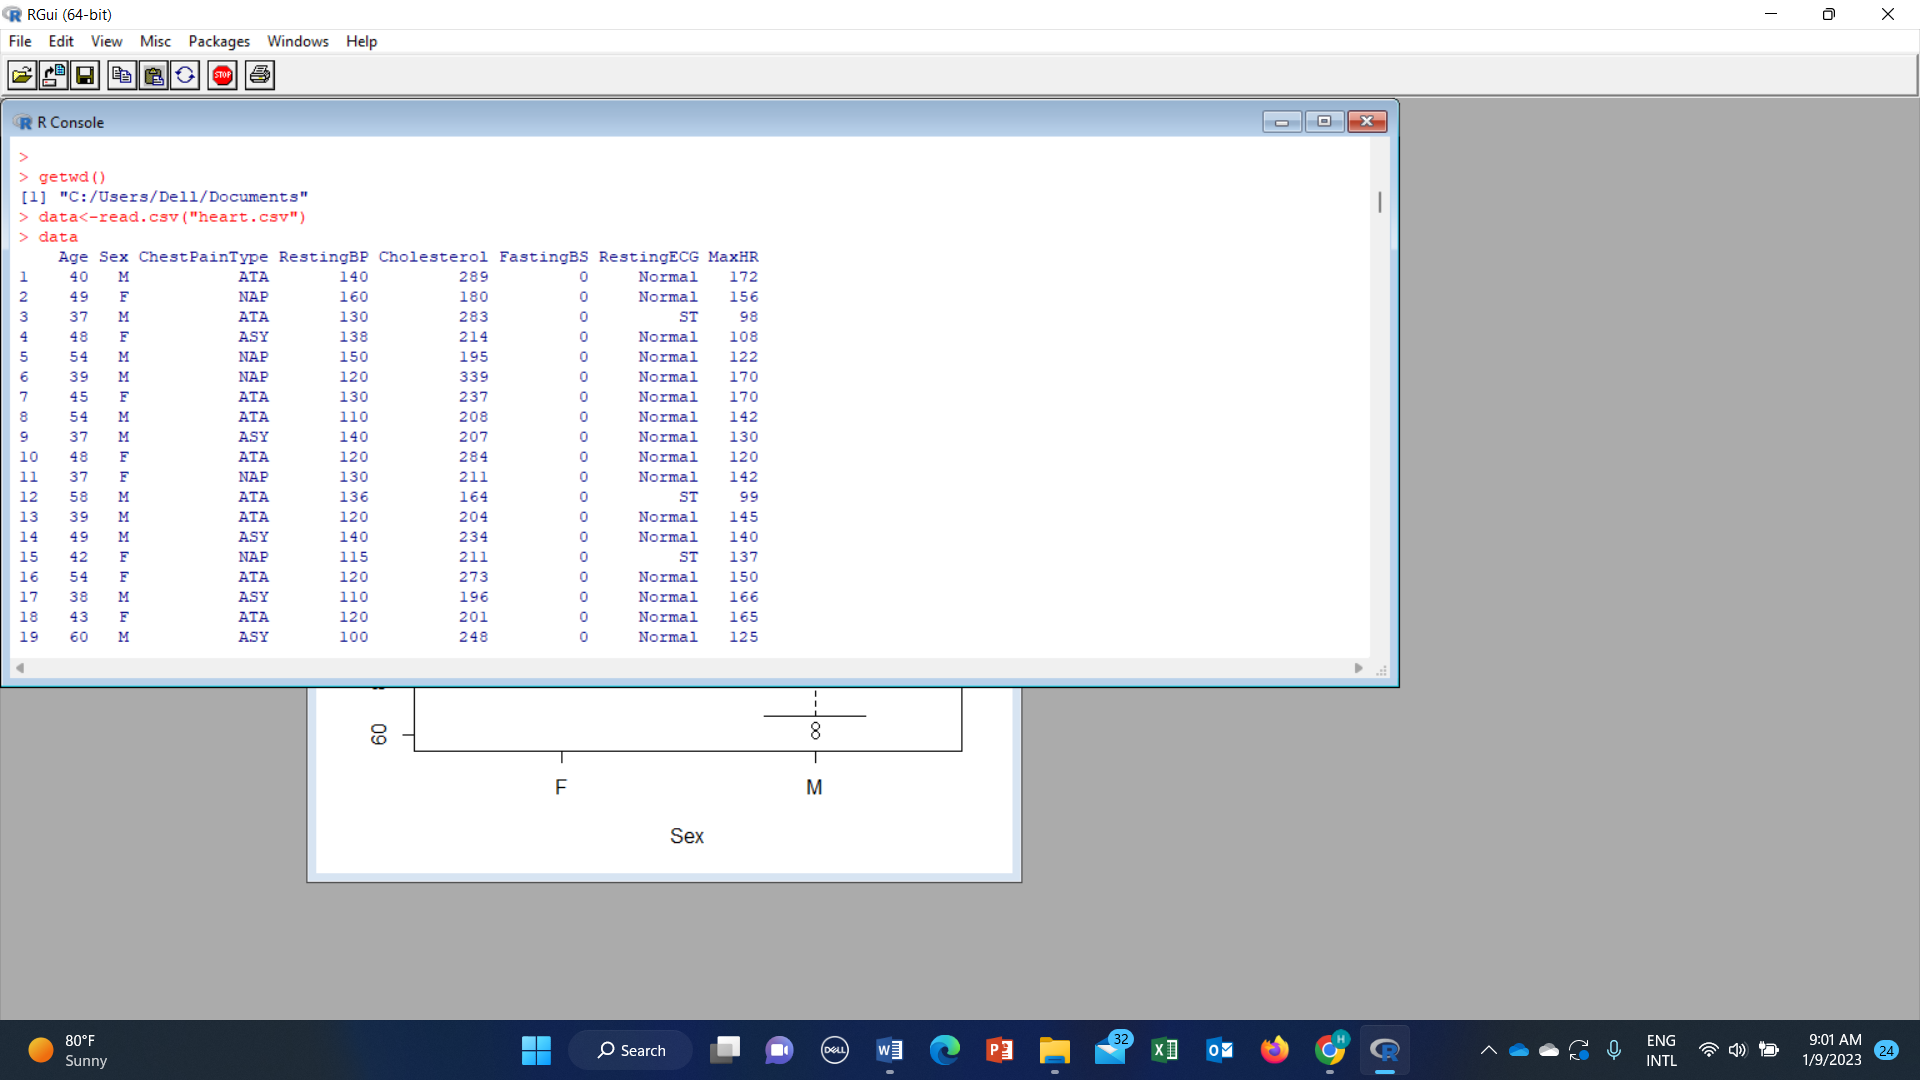 RGui (64-bit)
File Edit View Misc Packages Windows Help
STOP
R Console
>
> getwd()
[1] "C:/Users/Dell/Documents"
> data<-read.csv("heart.csv")
> data
Age Sex ChestPainType RestingBP Cholesterol FastingBS RestingECG MaxHR
1 40 M ATA 140 289 0 Normal 172
2 49 F NAP 160 180 0 Normal 156
3 37 M ATA 130 283 0 ST 98
4 48 F ASY 138 214 0 Normal 108
5 54 M NAP 150 195 0 Normal 122
6 39 M NAP 120 339 0 Normal 170
7 45 F ATA 130 237 0 Normal 170
8 54 M ATA 110 208 0 Normal 142
9 37 M ASY 140 207 0 Normal 130
10 48 F ATA 120 284 0 Normal 120
11 37 F NAP 130 211 0 Normal 142
12 58 M ATA 136 164 0 ST 99
13 39 M ATA 120 204 0 Normal 145
14 49 M ASY 140 234 0 Normal 140
15 42 F NAP 115 211 0 ST 137
16 54 F ATA 120 273 0 Normal 150
17 38 M ASY 110 196 0 Normal 166
18 43 F ATA 120 201 0 Normal 165
19 60 M ASY 100 248 0 Normal 125
60
F M
Sex
80°F
Sunny
Search
DELL
32
H
ENG
INTL
9:01 AM
1/9/2023
24